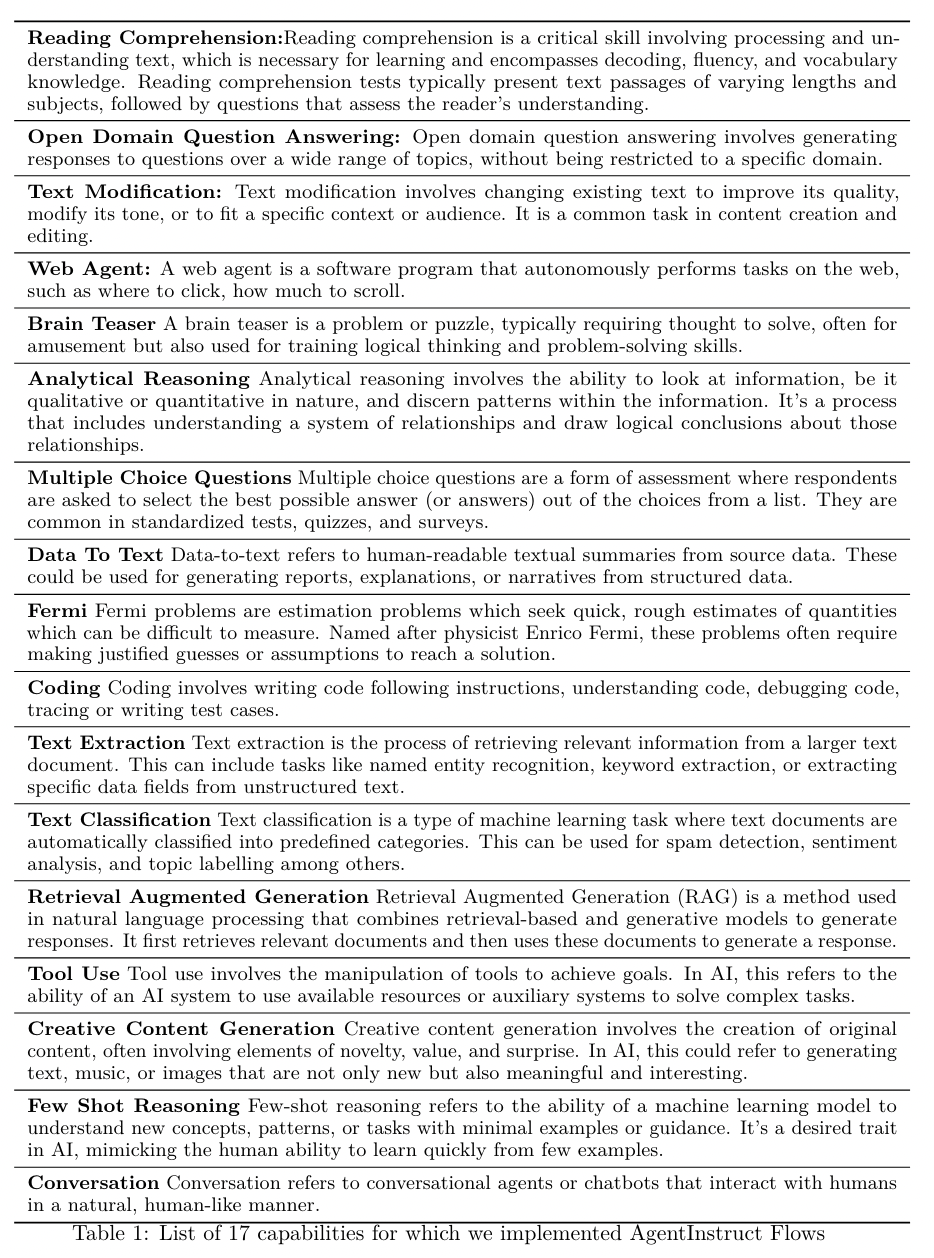 Reading Comprehension:Reading comprehension is a critical skill involving processing and un-
derstanding text, which is necessary for learning and encompasses decoding, fluency, and vocabulary
knowledge. Reading comprehension tests typically present text passages of varying lengths and
subjects, followed by questions that assess the reader's understanding.
Open Domain Question Answering: Open domain question answering involves generating
responses to questions over a wide range of topics, without being restricted to a specific domain.
Text Modification: Text modification involves changing existing text to improve its quality,
modify its tone, or to fit a specific context or audience. It is a common task in content creation and
editing.
Web Agent: A web agent is a software program that autonomously performs tasks on the web,
such as where to click, how much to scroll.
Brain Teaser A brain teaser is a problem or puzzle, typically requiring thought to solve, often for
amusement but also used for training logical thinking and problem-solving skills.
Analytical Reasoning Analytical reasoning involves the ability to look at information, be it
qualitative or quantitative in nature, and discern patterns within the information. It's a process
that includes understanding a system of relationships and draw logical conclusions about those
relationships.
Multiple Choice Questions Multiple choice questions are a form of assessment where respondents
are asked to select the best possible answer (or answers) out of the choices from a list. They are
common in standardized tests, quizzes, and surveys.
Data To Text Data-to-text refers to human-readable textual summaries from source data. These
could be used for generating reports, explanations, or narratives from structured data.
Fermi Fermi problems are estimation problems which seek quick, rough estimates of quantities
which can be difficult to measure. Named after physicist Enrico Fermi, these problems often require
making justified guesses or assumptions to reach a solution.
Coding Coding involves writing code following instructions, understanding code, debugging code,
tracing or writing test cases.
Text Extraction Text extraction is the process of retrieving relevant information from a larger text
document. This can include tasks like named entity recognition, keyword extraction, or extracting
specific data fields from unstructured text.
Text Classification Text classification is a type of machine learning task where text documents are
automatically classified into predefined categories. This can be used for spam detection, sentiment
analysis, and topic labelling among others.
Retrieval Augmented Generation Retrieval Augmented Generation (RAG) is a method used
in natural language processing that combines retrieval-based and generative models to generate
responses. It first retrieves relevant documents and then uses these documents to generate a response.
Tool Use Tool use involves the manipulation of tools to achieve goals. In AI, this refers to the
ability of an AI system to use available resources or auxiliary systems to solve complex tasks.
Creative Content Generation Creative content generation involves the creation of original
content, often involving elements of novelty, value, and surprise. In AI, this could refer to generating
text, music, or images that are not only new but also meaningful and interesting.
Few Shot Reasoning Few-shot reasoning refers to the ability of a machine learning model to
understand new concepts, patterns, or tasks with minimal examples or guidance. It's a desired trait
in AI, mimicking the human ability to learn quickly from few examples.
Conversation Conversation refers to conversational agents or chatbots that interact with humans
in a natural, human-like manner.
Table 1: List of 17 capabilities for which we implemented AgentInstruct Flows